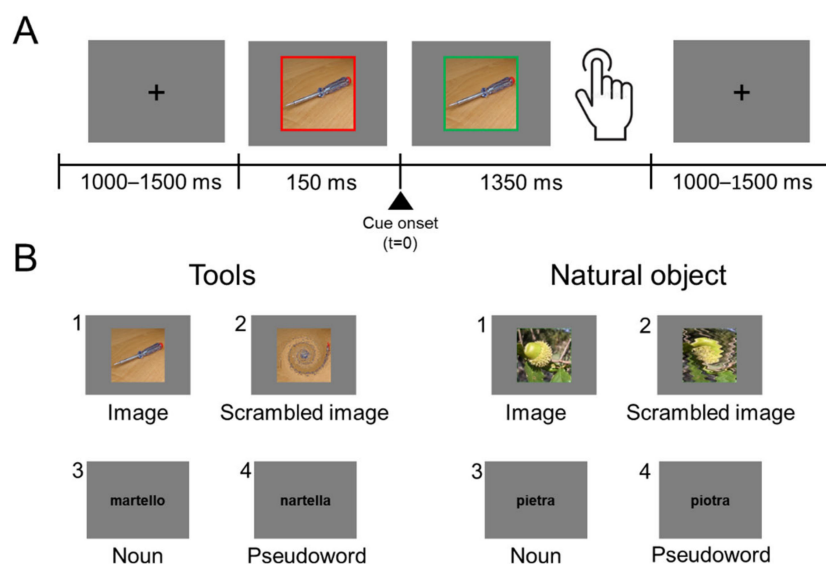 A
+
+
1000–1500 ms
150 ms
1350 ms
1000–1500 ms
Cue onset
(t=0)
B
Tools
Natural object
1
2
1
2
Image
Scrambled image
Image
Scrambled image
3
4
3
4
martello
nartella
pietra
piotra
Noun
Pseudoword
Noun
Pseudoword